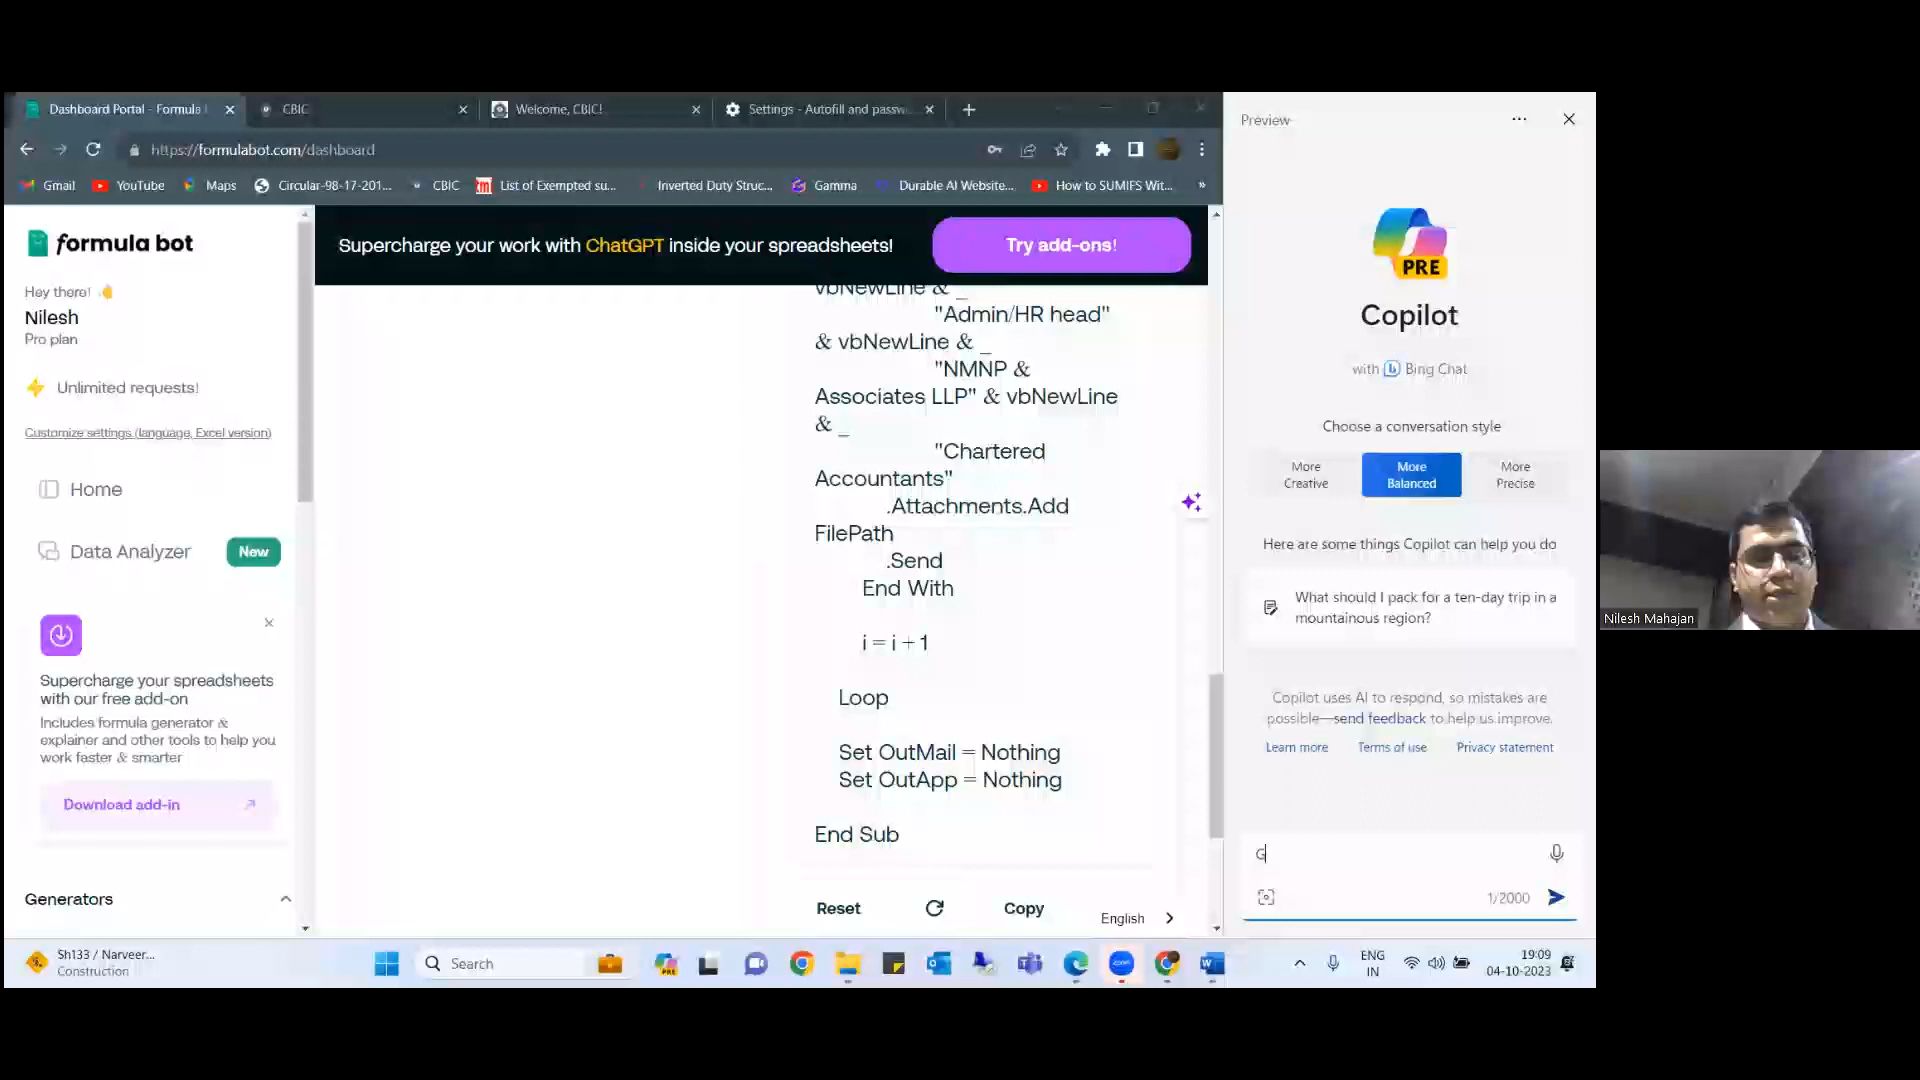 Dashboard Portal - Formula
CBIC
Welcome, CBIC!
Settings - Autofill and passw
https://formulabot.com/dashboard
Gmail
YouTube
Maps
Circular-98-17-201...
CBIC
List of Exempted su...
Inverted Duty Struc...
Gamma
Durable AI Website...
How to SUMIFS Wit...
»
formula bot
Hey there!
Nilesh
Pro plan
Unlimited requests!
Customize settings (language, Excel version)
Home
Data Analyzer
New
Supercharge your spreadsheets
with our free add-on
Includes formula generator &
explainer and other tools to help you
work faster & smarter
Download add-in
Generators
Supercharge your work with ChatGPT inside your spreadsheets!
Try add-ons!
vbNewLine & _
"Admin/HR head"
& vbNewLine & _
"NMNP &
Associates LLP" & vbNewLine
& _
"Chartered
Accountants"
.Attachments.Add
FilePath
.Send
End With
i = i + 1
Loop
Set OutMail = Nothing
Set OutApp = Nothing
End Sub
Reset
Copy
English
Preview
PRE
Copilot
with b Bing Chat
Choose a conversation style
More
Creative
More
Balanced
More
Precise
Here are some things Copilot can help you do
What should I pack for a ten-day trip in a
mountainous region?
Copilot uses AI to respond, so mistakes are
possible—send feedback to help us improve.
Learn more
Terms of use
Privacy statement
G
1/2000
Nilesh Mahajan
Sh133 / Narveer...
Construction
Search
PRE
zoom
ENG
IN
19:09
04-10-2023